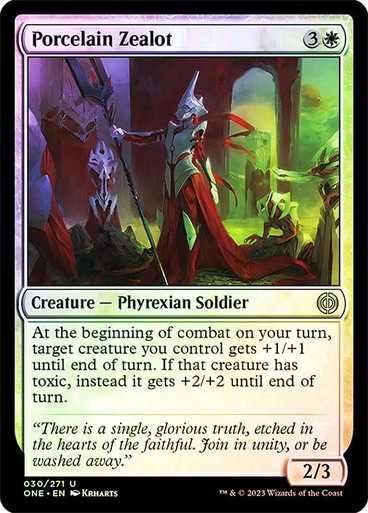 Porcelain Zealot 3
Creature — Phyrexian Soldier
At the beginning of combat on your turn,
target creature you control gets +1/+1
until end of turn. If that creature has
toxic, instead it gets +2/+2 until end of
turn.
“There is a single, glorious truth, etched in
the hearts of the faithful. Join in unity, or be
washed away.”
2/3
030/271 U
ONE • EN KRHARTS
™ & © 2023 Wizards of the Coast